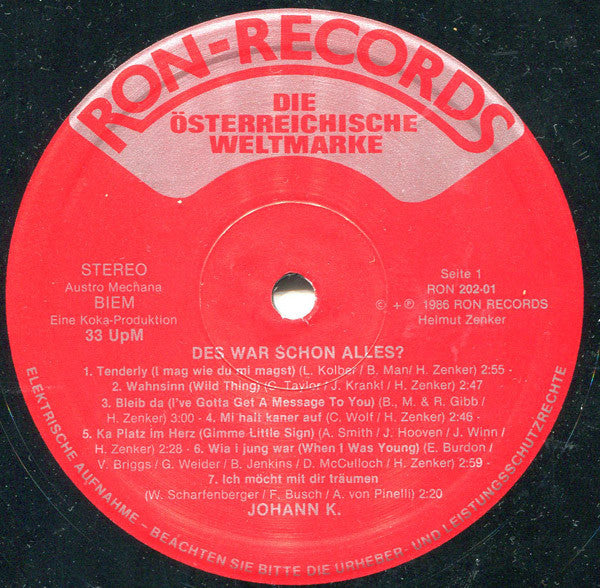 RON-RECORDS
DIE
ÖSTERREICHISCHE
WELTMARKE
STEREO
Austro Mechana
BIEM
Eine Koka-Produktion
33 UpM
Seite 1
RON 202-01
© + ℗ 1986 RON RECORDS
Helmut Zenker
DES WAR SCHON ALLES?
1. Tenderly (I mag wie du mi magst) (L. Kolber/ B. Man/ H. Zenker) 2:55 -
2. Wahnsinn (Wild Thing) (C. Taylor / J. Krankl / H. Zenker) 2:47
3. Bleib da (I've Gotta Get A Message To You) (B., M. & R. Gibb /
H. Zenker) 3:00 - 4. Mi halt kaner auf (C. Wolf / H. Zenker) 2:46 -
5. Ka Platz im Herz (Gimme Little Sign) (A. Smith / J. Hooven / J. Winn /
H. Zenker) 2:28 - 6. Wia i jung war (When I Was Young) (E. Burdon /
V. Briggs / G. Weider / B. Jenkins / D. McCulloch / H. Zenker) 2:59 -
7. Ich möcht mit dir träumen
(W. Scharfenberger / F. Busch / A. von Pinelli) 2:20
JOHANN K.
ELEKTRISCHE AUFNAHME - BEACHTEN SIE BITTE DIE URHEBER- UND LEISTUNGSSCHUTZRECHTE